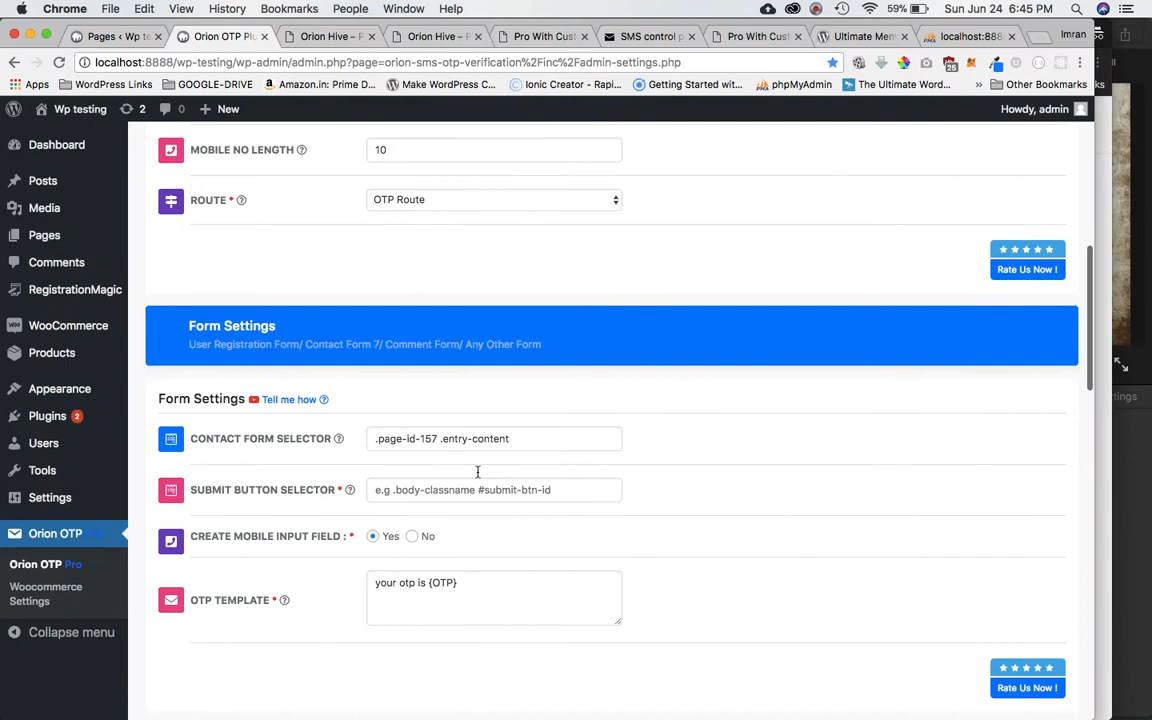 Chrome File Edit View History Bookmarks People Window Help 59% Sun Jun 24 6:45 PM
Pages < Wp te Orion OTP Plu Orion Hive – P Orion Hive – P Pro With Cust SMS control p Pro With Cust Ultimate Mem localhost:888 Imran
localhost:8888/wp-testing/wp-admin/admin.php?page=orion-sms-otp-verification%2Finc%2Fadmin-settings.php 25
Apps WordPress Links GOOGLE-DRIVE Amazon.in: Prime D... Make WordPress C... Ionic Creator - Rapi... Getting Started wit... phpMyAdmin The Ultimate Word... » Other Bookmarks ks
Wp testing 2 0 New Howdy, admin
Dashboard
Posts
Media
Pages
Comments
RegistrationMagic
WooCommerce
Products
Appearance
Plugins 2
Users
Tools
Settings
Orion OTP Pro
Orion OTP Pro
Woocommerce
Settings
Collapse menu
MOBILE NO LENGTH 10
ROUTE * OTP Route
Rate Us Now !
Form Settings
User Registration Form/ Contact Form 7/ Comment Form/ Any Other Form
Form Settings Tell me how
CONTACT FORM SELECTOR .page-id-157 .entry-content
SUBMIT BUTTON SELECTOR * e.g .body-classname #submit-btn-id
CREATE MOBILE INPUT FIELD : * Yes No
OTP TEMPLATE * your otp is {OTP}
Rate Us Now !
tings